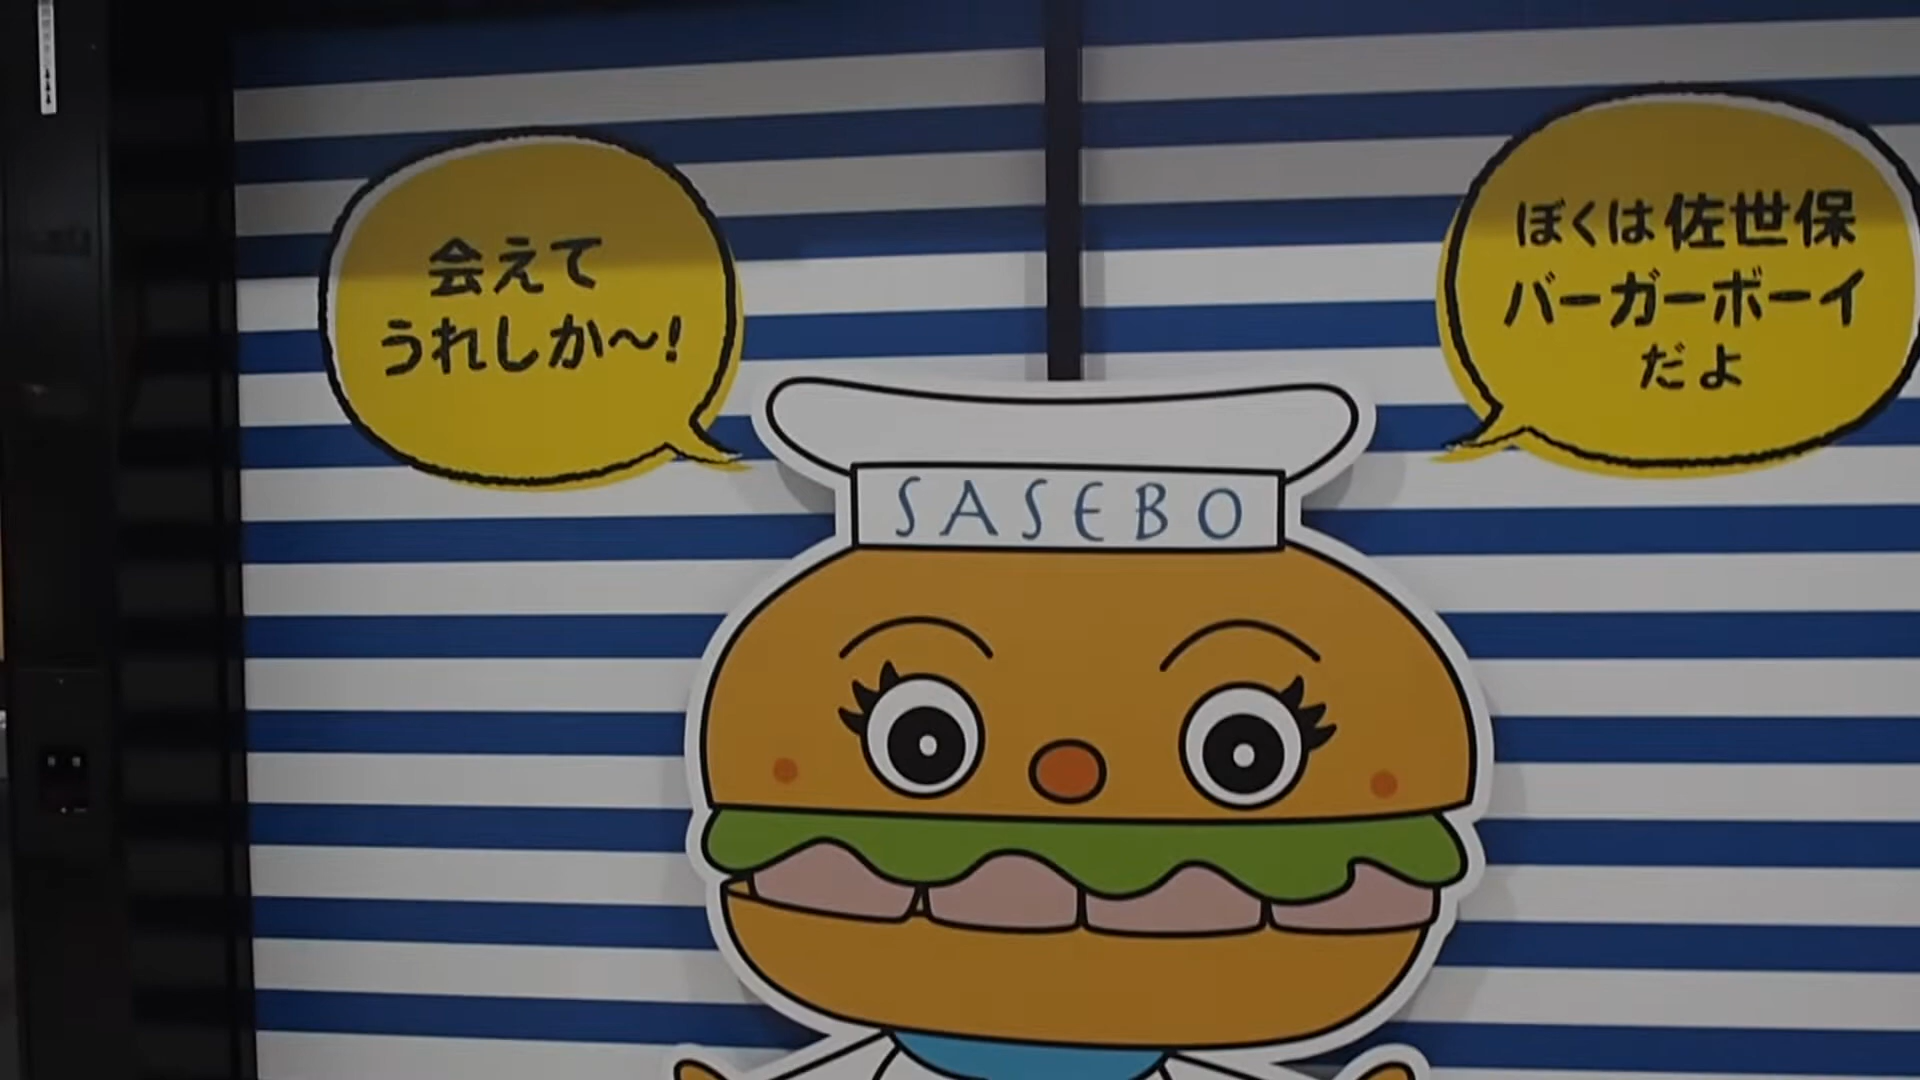 会えて
うれしか〜!
ぼくは佐世保
バーガーボーイ
だよ
SASEBO